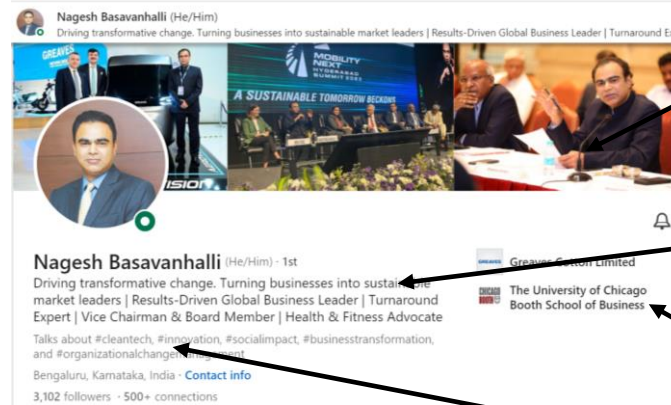 Nagesh Basavanhalli (He/Him)
Driving transformative change. Turning businesses into sustainable market leaders | Results-Driven Global Business Leader | Turnaround
GREAVES
MOBILITY
NEXT
HYDERABAD
SUMMIT 2023
A SUSTAINABLE TOMORROW BECKONS
Nagesh Basavanhalli (He/Him) · 1st
Driving transformative change. Turning businesses into sustainable
market leaders | Results-Driven Global Business Leader | Turnaround
Expert | Vice Chairman & Board Member | Health & Fitness Advocate
Talks about #cleantech, #innovation, #socialimpact, #businesstransformation,
and #organizationalchangemanagement
Bengaluru, Karnataka, India · Contact info
3,102 followers · 500+ connections
GREAVES
Greaves Cotton Limited
CHICAGO
BOOTH
The University of Chicago
Booth School of Business